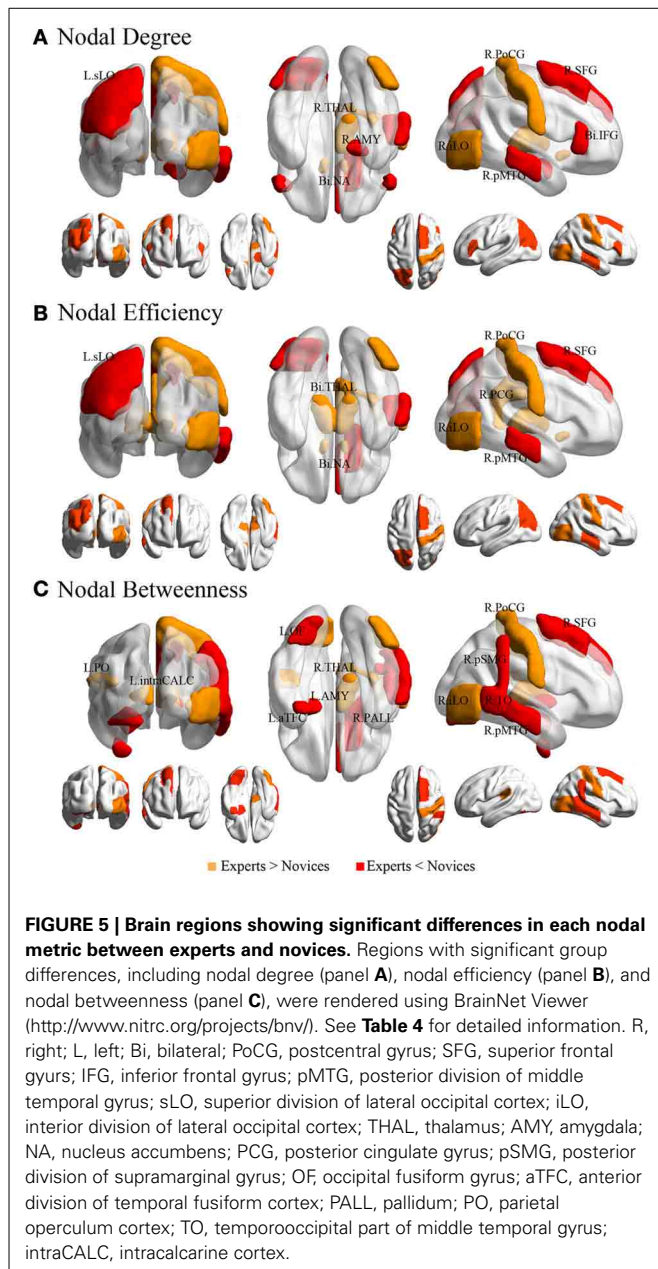 A Nodal Degree
L.sLO
R.THAL
R.AMY
Bi.NA
R.PoCG
R.SFG
Bi.IFG
R.iLO
R.pMTG
B Nodal Efficiency
L.sLO
Bi.THAL
Bi.NA
R.PoCG
R.SFG
R.PCG
R.iLO
R.pMTG
C Nodal Betweenness
L.PO
L.intraCALC
L.OF
R.THAL
L.AMY
L.aTFC
R.PALL
R.PoCG
R.SFG
R.pSMG
R.iLO
R.TO
R.pMTG
Experts > Novices Experts < Novices
FIGURE 5 | Brain regions showing significant differences in each nodal
metric between experts and novices. Regions with significant group
differences, including nodal degree (panel A), nodal efficiency (panel B), and
nodal betweenness (panel C), were rendered using BrainNet Viewer
(http://www.nitrc.org/projects/bnv/). See Table 4 for detailed information. R,
right; L, left; Bi, bilateral; PoCG, postcentral gyrus; SFG, superior frontal
gyurs; IFG, inferior frontal gyrus; pMTG, posterior division of middle
temporal gyrus; sLO, superior division of lateral occipital cortex; iLO,
interior division of lateral occipital cortex; THAL, thalamus; AMY, amygdala;
NA, nucleus accumbens; PCG, posterior cingulate gyrus; pSMG, posterior
division of supramarginal gyrus; OF, occipital fusiform gyrus; aTFC, anterior
division of temporal fusiform cortex; PALL, pallidum; PO, parietal
operculum cortex; TO, temporooccipital part of middle temporal gyrus;
intraCALC, intracalcarine cortex.